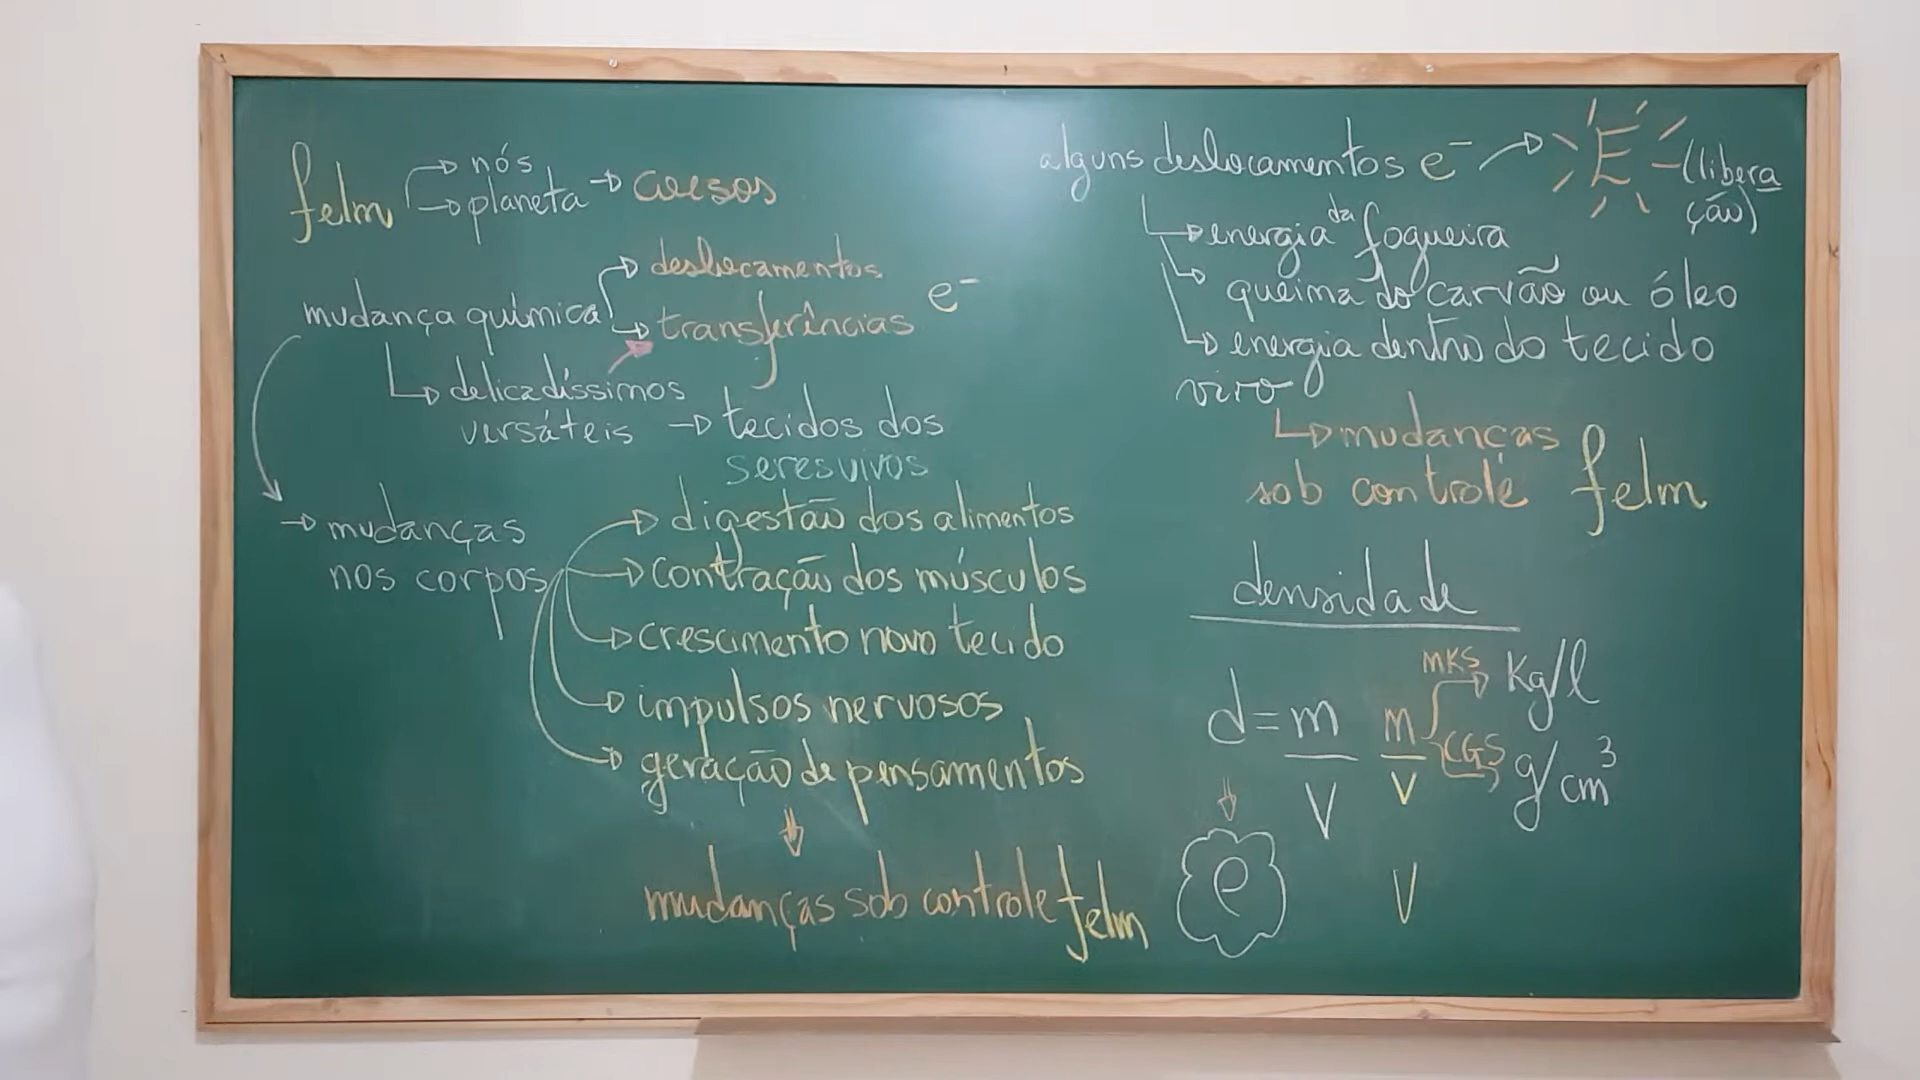 felm → nós
→ planeta → coesos
mudança química → deslocamentos e⁻
→ transferências
→ delicadíssimos
versáteis → tecidos dos
seres vivos
→ mudanças
nos corpos
→ digestão dos alimentos
→ contração dos músculos
→ crescimento novo tecido
→ impulsos nervosos
→ geração de pensamentos
mudanças sob controle felm
alguns deslocamentos e⁻ → E (libera
ção)
→ energia da fogueira
→ queima do carvão ou óleo
→ energia dentro do tecido
vivo
→ mudanças
sob controle felm
densidade
MKS → kg/l
d = m/V m/V
CGS → g/cm³
e V